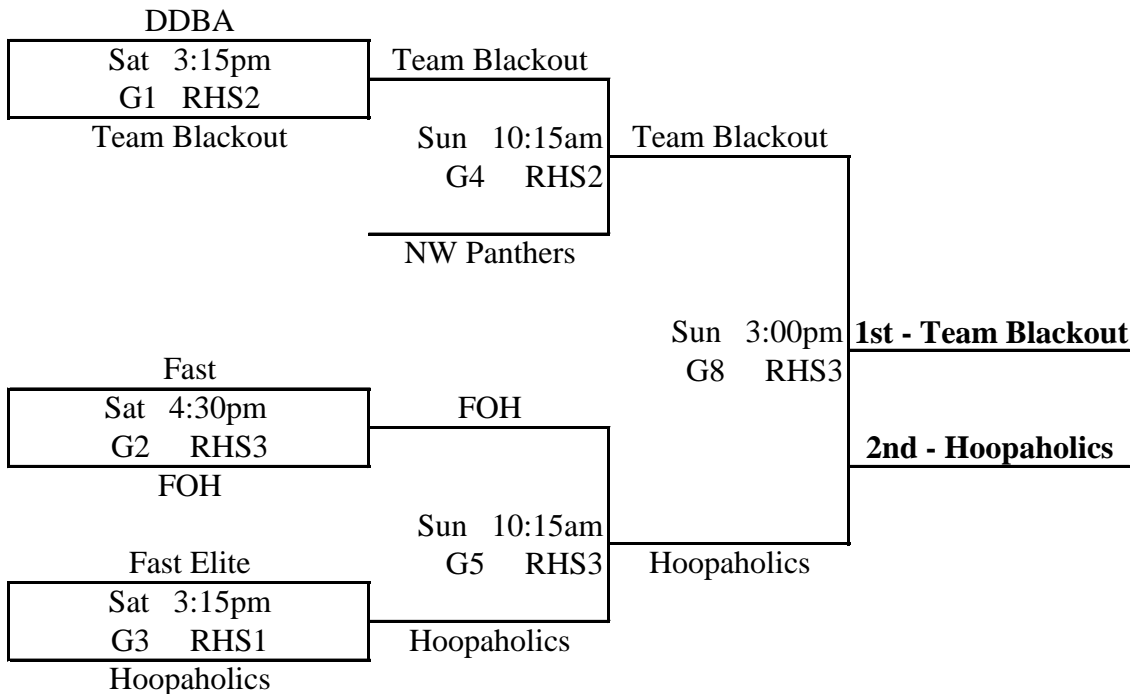 DDBA
Sat 3:15pm
G1 RHS2
Team Blackout
Team Blackout
Sun 10:15am
G4 RHS2
NW Panthers
Team Blackout
Fast
Sat 4:30pm
G2 RHS3
FOH
Fast Elite
Sat 3:15pm
G3 RHS1
Hoopaholics
FOH
Sun 10:15am
G5 RHS3
Hoopaholics
Hoopaholics
Sun 3:00pm
G8 RHS3
1st - Team Blackout
2nd - Hoopaholics